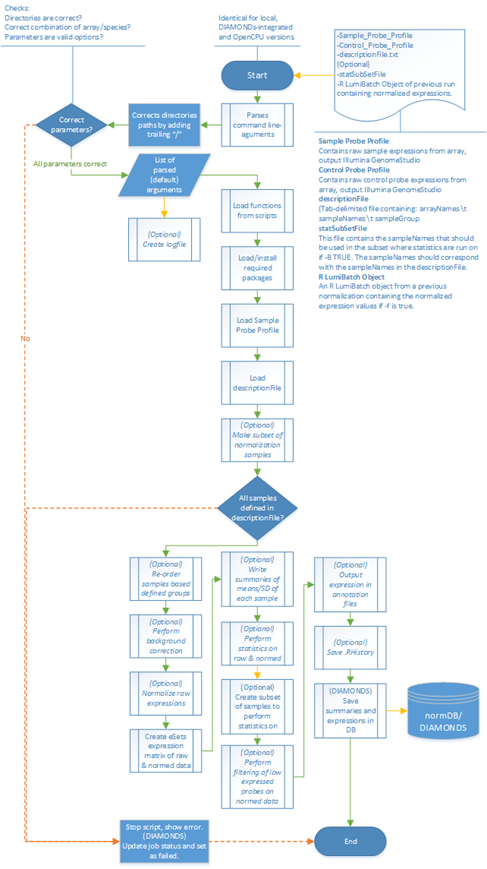 Checks:
Directories are correct?
Correct combination of array/species?
Parameters are valid options?
Identical for local,
DIAMONDs-integrated
and OpenCPU versions.
-Sample_Probe_Profile
-Control_Probe_Profile
-descriptionFile.txt
(Optional)
-statSubSetFile
-R LumiBatch Object of previous run
containing normalized expressions.
Start
Parses
command line-
aguments
Corrects directories
paths by adding
trailing "/"
Correct
parameters?
All parameters correct
List of
parsed
(default)
arguments
(Optional)
Create logfile
Sample Probe Profile
Contains raw sample expressions from array,
output Illumina GenomeStudio
Control Probe Profile
Contains raw control probe expressions from
array, output Illumina GenomeStudio
descriptionFile
(Tab-delimited file containing: arrayNames\t
sampleNames\t sampleGroup
statSubSetFile
This file contains the sampleNames that should
be used in the subset where statistics are run on
if -B TRUE. The sampleNames should correspond
with the sampleNames in the descriptionFile.
R LumiBatch Object
An R LumiBatch object from a previous
normalization containing the normalized
expression values if -f is true.
Load functions
from scripts
Load/install
required
packages
Load Sample
Probe Profile
Load
descriptionFile
(Optional)
Make subset of
normalization
samples
No
All samples
defined in
descriptionFile?
(Optional)
Re-order
samples based
defined groups
(Optional)
Perform
background
correction
(Optional)
Normalize raw
expressions
Create eSets
expression
matrix of raw
& normed data
(Optional)
Write
summaries of
means/SD of
each sample
(Optional)
Perform
statistics on
raw & normed
(Optional)
Create subset
of samples to
perform
statistics on
(Optional)
Perform
filtering of low
expressed
probes on
normed data
(Optional)
Output
expression in
annotation
files
(Optional)
Save .RHistory
(DIAMONDS)
Save
summaries and
expressions in
DB
normDB/
DIAMONDS
Stop script, show error.
(DIAMONDS)
Update job status and set
as failed.
End